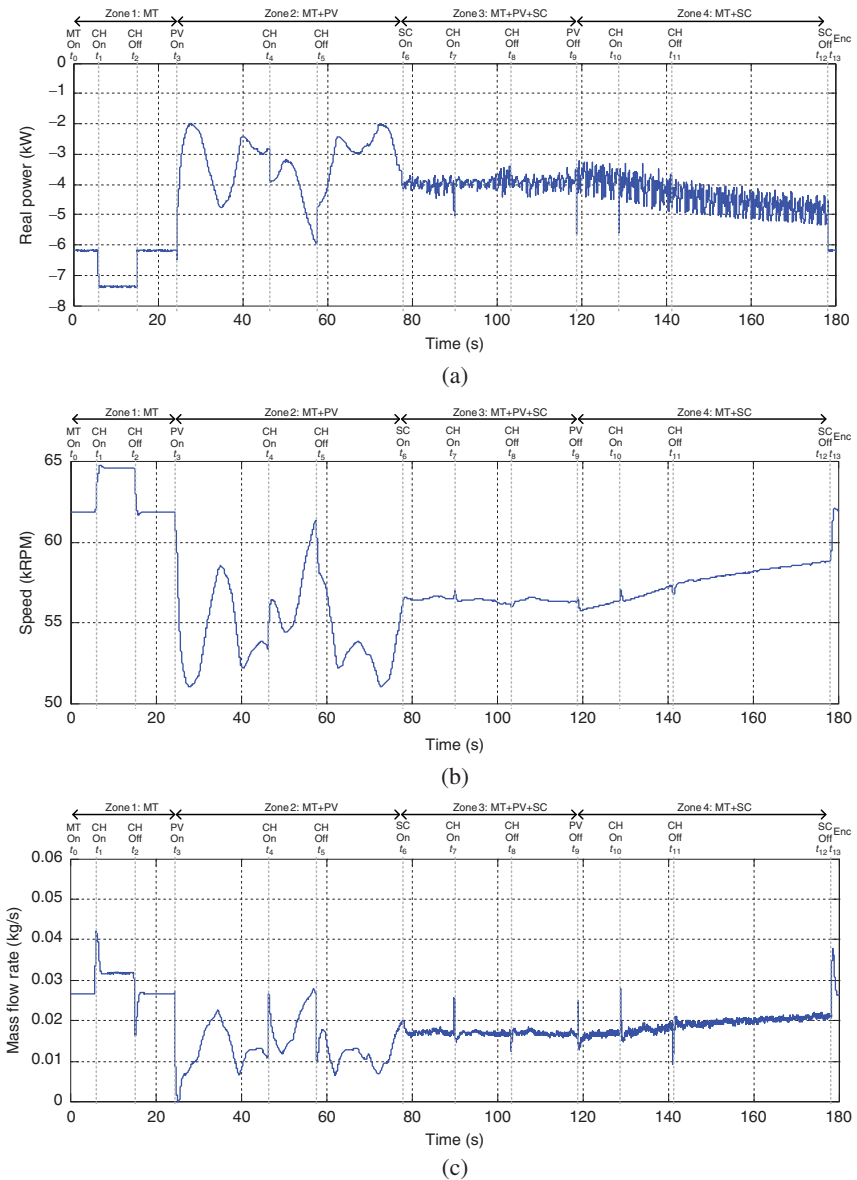 Zone 1: MT Zone 2: MT+PV Zone 3: MT+PV+SC Zone 4: MT+SC
MT CH CH PV CH CH SC CH CH PV CH CH SC Enc
On On Off On On Off On On Off Off On Off Off
t0 t1 t2 t3 t4 t5 t6 t7 t8 t9 t10 t11 t12 t13
0
−1
−2
−3
−4
−5
−6
−7
−8
Real power (kW)
0 20 40 60 80 100 120 140 160 180
Time (s)
(a)
Zone 1: MT Zone 2: MT+PV Zone 3: MT+PV+SC Zone 4: MT+SC
MT CH CH PV CH CH SC CH CH PV CH CH SC Enc
On On Off On On Off On On Off Off On Off Off
t0 t1 t2 t3 t4 t5 t6 t7 t8 t9 t10 t11 t12 t13
65
60
55
50
Speed (kRPM)
0 20 40 60 80 100 120 140 160 180
Time (s)
(b)
Zone 1: MT Zone 2: MT+PV Zone 3: MT+PV+SC Zone 4: MT+SC
MT CH CH PV CH CH SC CH CH PV CH CH SC Enc
On On Off On On Off On On Off Off On Off Off
t0 t1 t2 t3 t4 t5 t6 t7 t8 t9 t10 t11 t12 t13
0.06
0.05
0.04
0.03
0.02
0.01
0
Mass flow rate (kg/s)
0 20 40 60 80 100 120 140 160 180
Time (s)
(c)